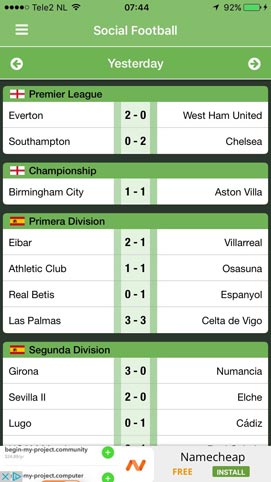 Tele2 NL 07:44 92%
Social Football
Yesterday
Premier League
Everton 2 - 0 West Ham United
Southampton 0 - 2 Chelsea
Championship
Birmingham City 1 - 1 Aston Villa
Primera Division
Eibar 2 - 1 Villarreal
Athletic Club 1 - 1 Osasuna
Real Betis 0 - 1 Espanyol
Las Palmas 3 - 3 Celta de Vigo
Segunda Division
Girona 3 - 0 Numancia
Sevilla II 2 - 0 Elche
Lugo 0 - 1 Cádiz
begin-my-project.community
my-project.computer
Namecheap
FREE INSTALL